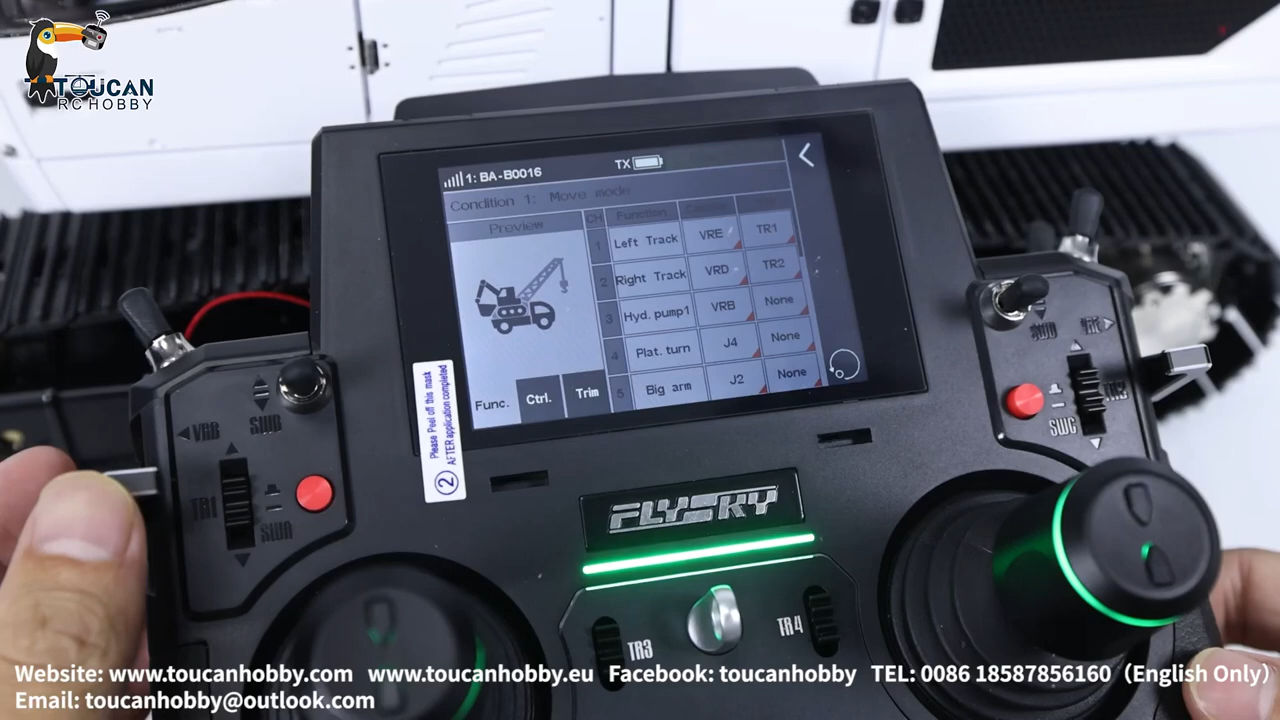 TOUCAN
RC HOBBY
1: BA-B0016
TX
Condition 1: Move mode
Preview
CH Function
1 Left Track VRE TR1
2 Right Track VRD TR2
3 Hyd. pump1 VRB None
4 Plat. turn J4 None
5 Big arm J2 None
Func. Ctrl. Trim
② Please Peel off this mask
AFTER application completed
VRB
SWB
TR1
SWA
SWD
SWC
FLYSKY
TR3
TR4
Website: www.toucanhobby.com www.toucanhobby.eu Facebook: toucanhobby TEL: 0086 18587856160 (English Only)
Email: toucanhobby@outlook.com